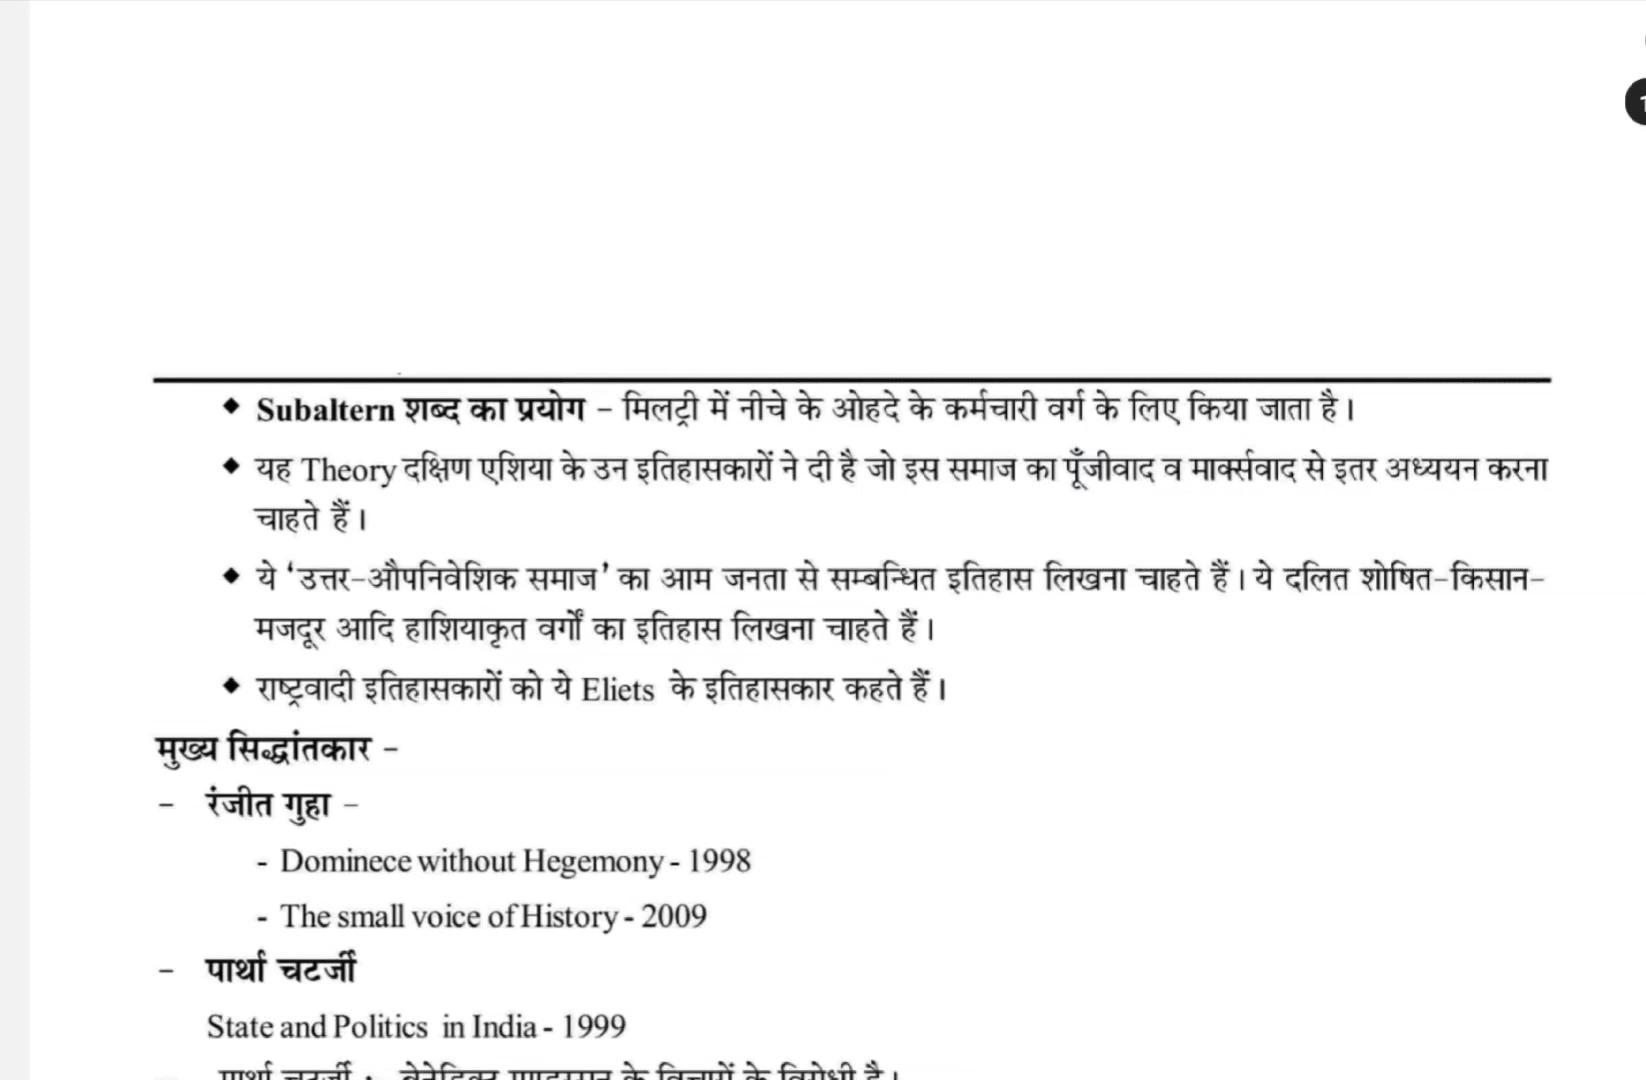 ◆ Subaltern शब्द का प्रयोग – मिलट्री में नीचे के ओहदे के कर्मचारी वर्ग के लिए किया जाता है।
◆ यह Theory दक्षिण एशिया के उन इतिहासकारों ने दी है जो इस समाज का पूँजीवाद व मार्क्सवाद से इतर अध्ययन करना
चाहते हैं।
◆ ये ‘उत्तर-औपनिवेशिक समाज’ का आम जनता से सम्बन्धित इतिहास लिखना चाहते हैं। ये दलित शोषित-किसान-
मजदूर आदि हाशियाकृत वर्गों का इतिहास लिखना चाहते हैं।
◆ राष्ट्रवादी इतिहासकारों को ये Eliets के इतिहासकार कहते हैं।
मुख्य सिद्धांतकार –
– रंजीत गुहा –
- Dominece without Hegemony - 1998
- The small voice of History - 2009
– पार्था चटर्जी
State and Politics in India - 1999
पार्था चटर्जी के विचारों के विरोधी है।